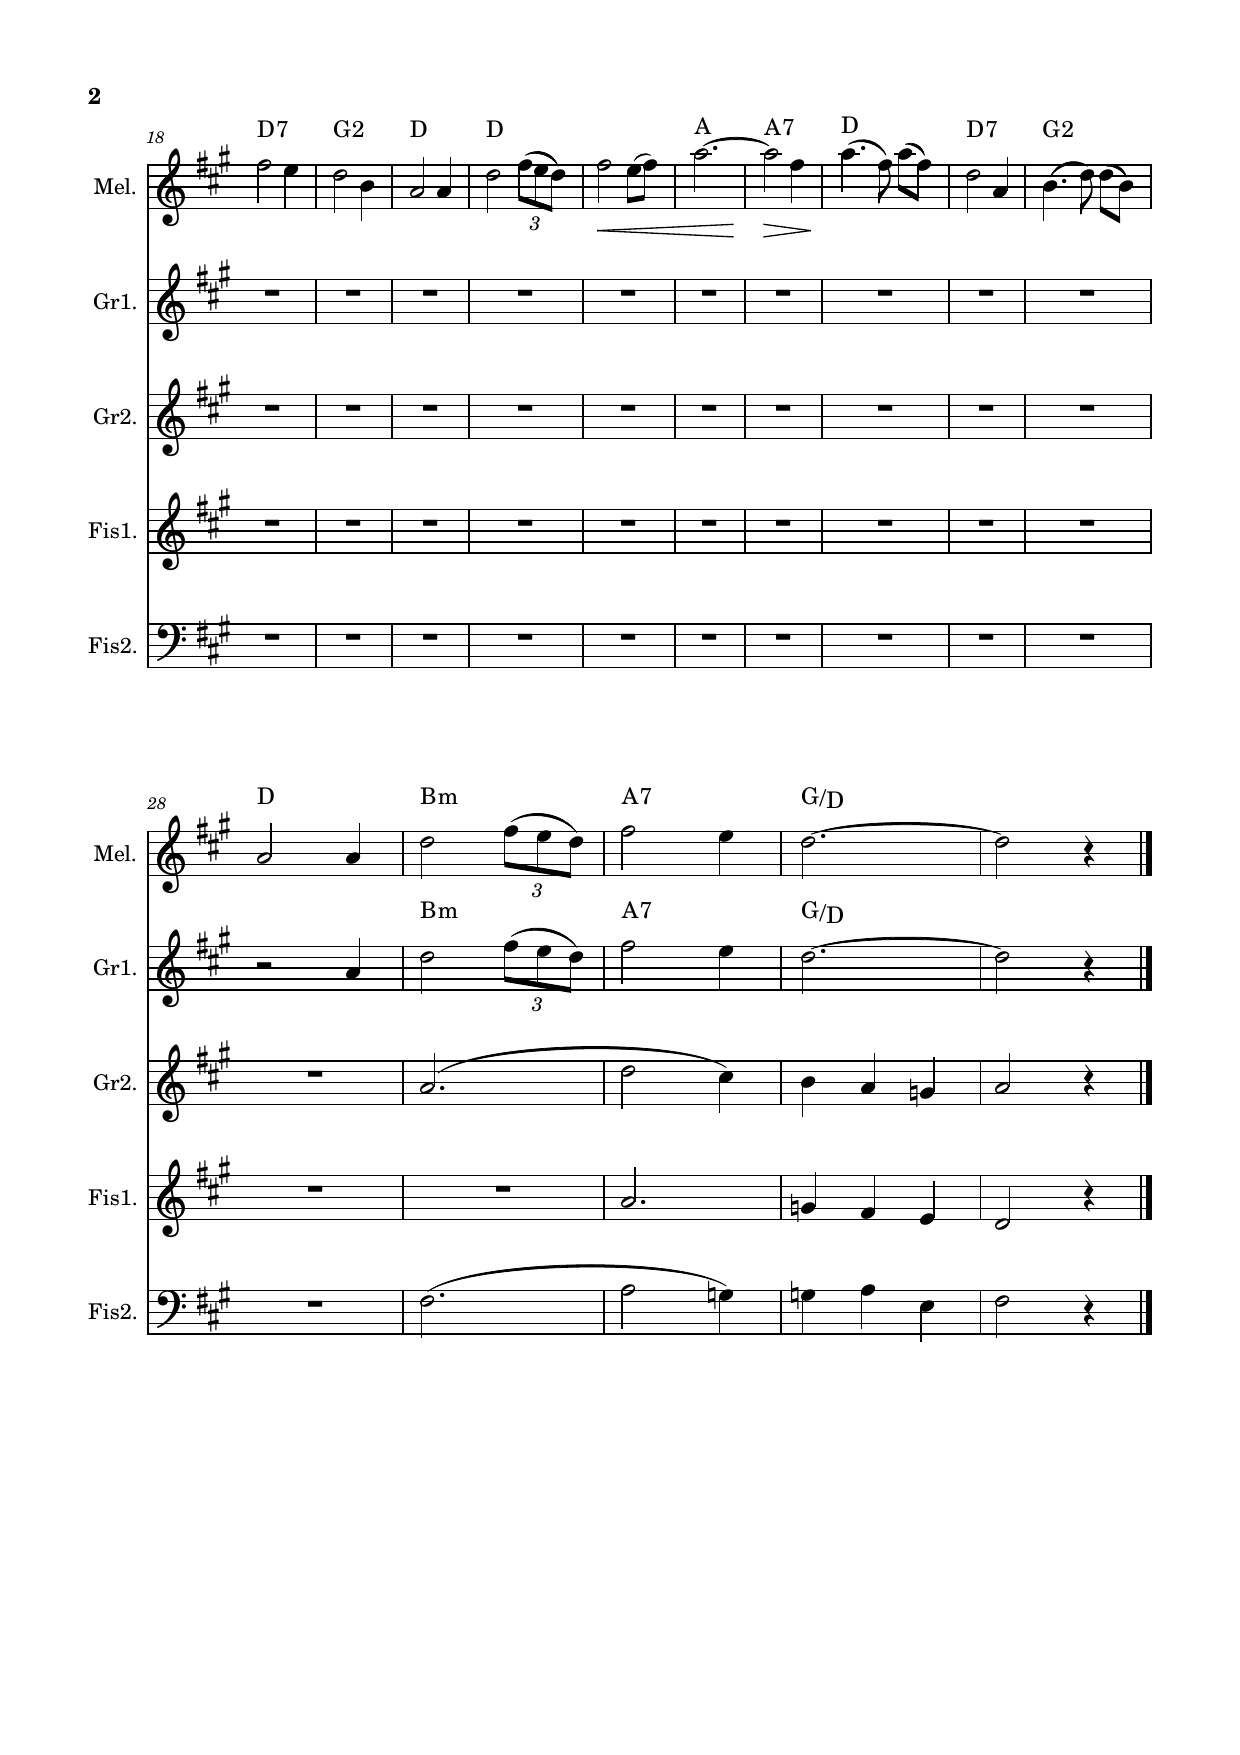 2
18 D7 G2 D D A A7 D D7 G2
Mel.
3
Gr1.
Gr2.
Fis1.
Fis2.
28 D Bm A7 G/D
Mel.
3
Bm A7 G/D
Gr1.
3
Gr2.
Fis1.
Fis2.